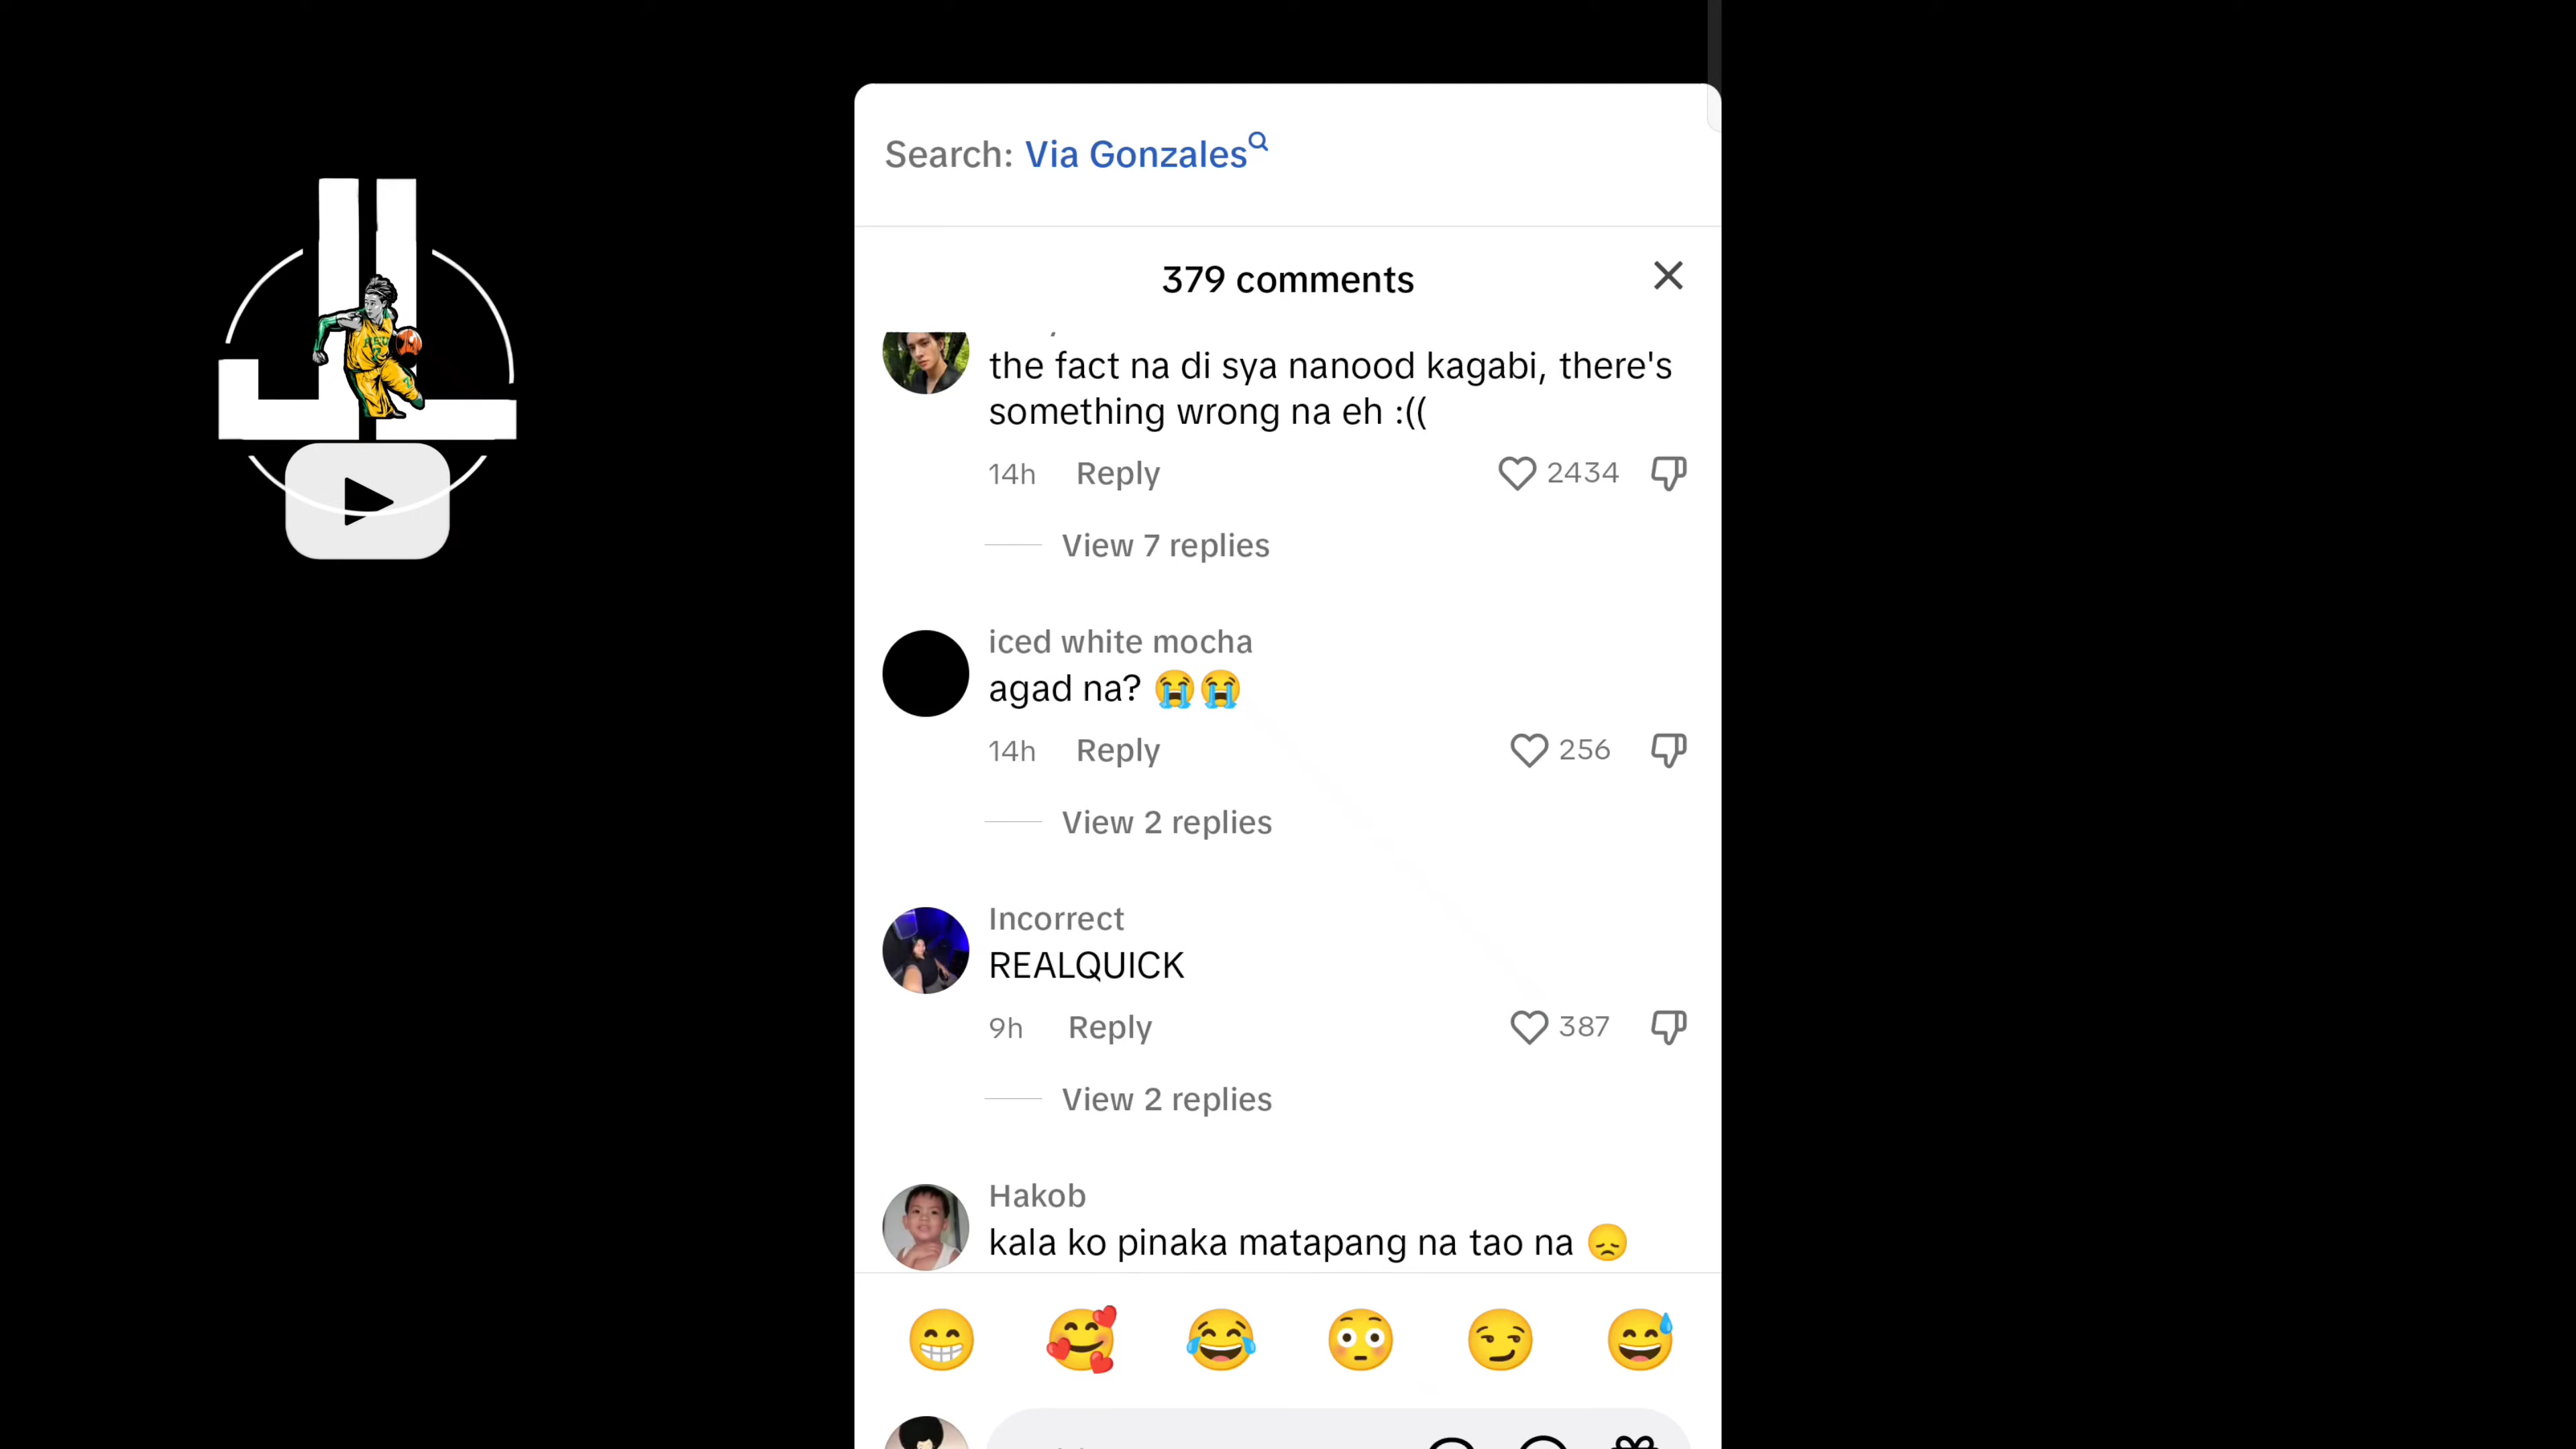 Search: Via Gonzales
379 comments
the fact na di sya nanood kagabi, there's
something wrong na eh :((
14h Reply 2434
View 7 replies
iced white mocha
agad na? 😭😭
14h Reply 256
View 2 replies
Incorrect
REALQUICK
9h Reply 387
View 2 replies
Hakob
kala ko pinaka matapang na tao na 😞
JL